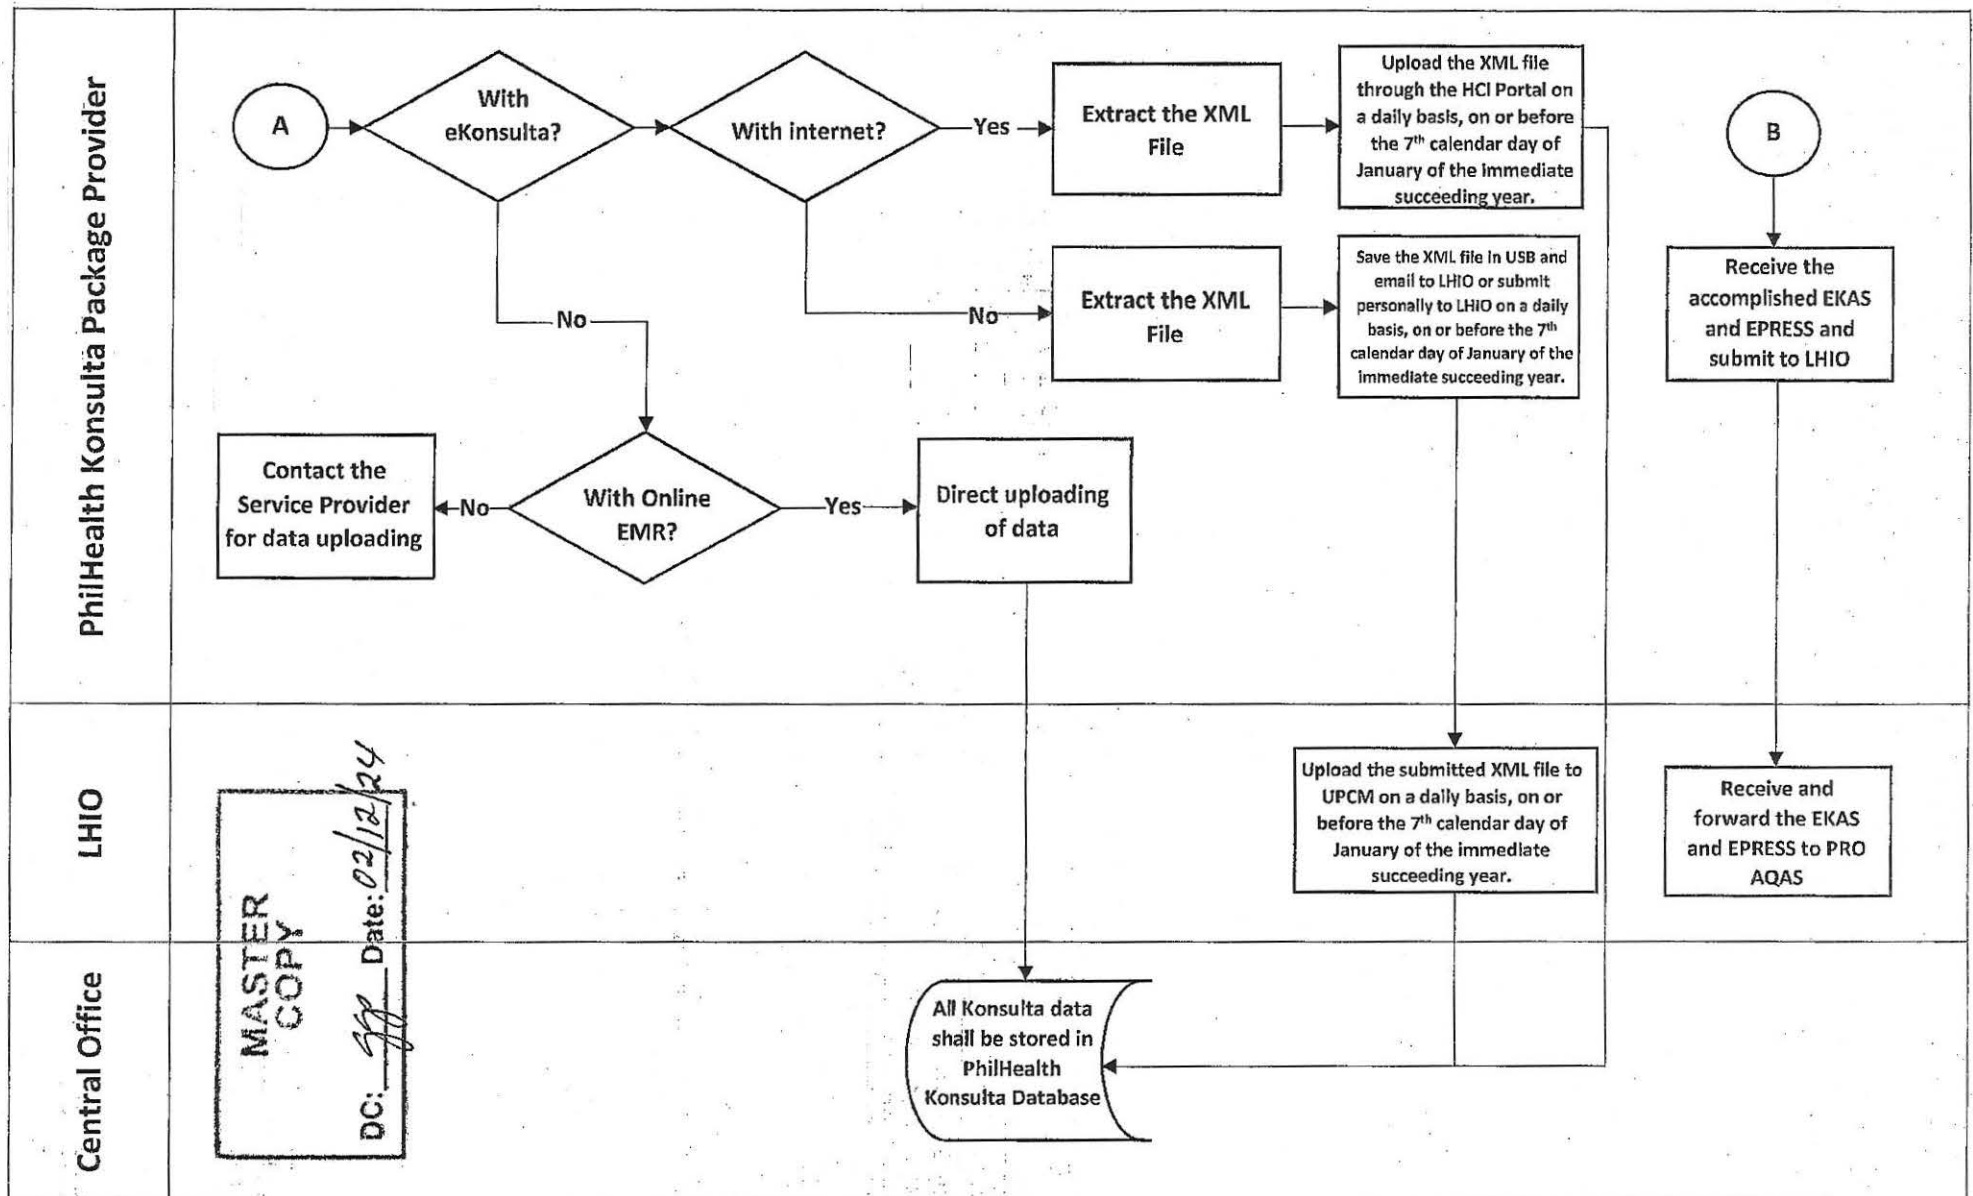 PhilHealth Konsulta Package Provider
A
With
eKonsulta?
With internet?
Yes
Extract the XML
File
Upload the XML file
through the HCI Portal on
a daily basis, on or before
the 7th calendar day of
January of the immediate
succeeding year.
B
No
No
Extract the XML
File
Save the XML file in USB and
email to LHIO or submit
personally to LHIO on a daily
basis, on or before the 7th
calendar day of January of the
immediate succeeding year.
Receive the
accomplished EKAS
and EPRESS and
submit to LHIO
Contact the
Service Provider
for data uploading
No
With Online
EMR?
Yes
Direct uploading
of data
LHIO
Upload the submitted XML file to
UPCM on a daily basis, on or
before the 7th calendar day of
January of the immediate
succeeding year.
Receive and
forward the EKAS
and EPRESS to PRO
AQAS
MASTER
COPY
DC: Date: 02/12/24
Central Office
All Konsulta data
shall be stored in
PhilHealth
Konsulta Database